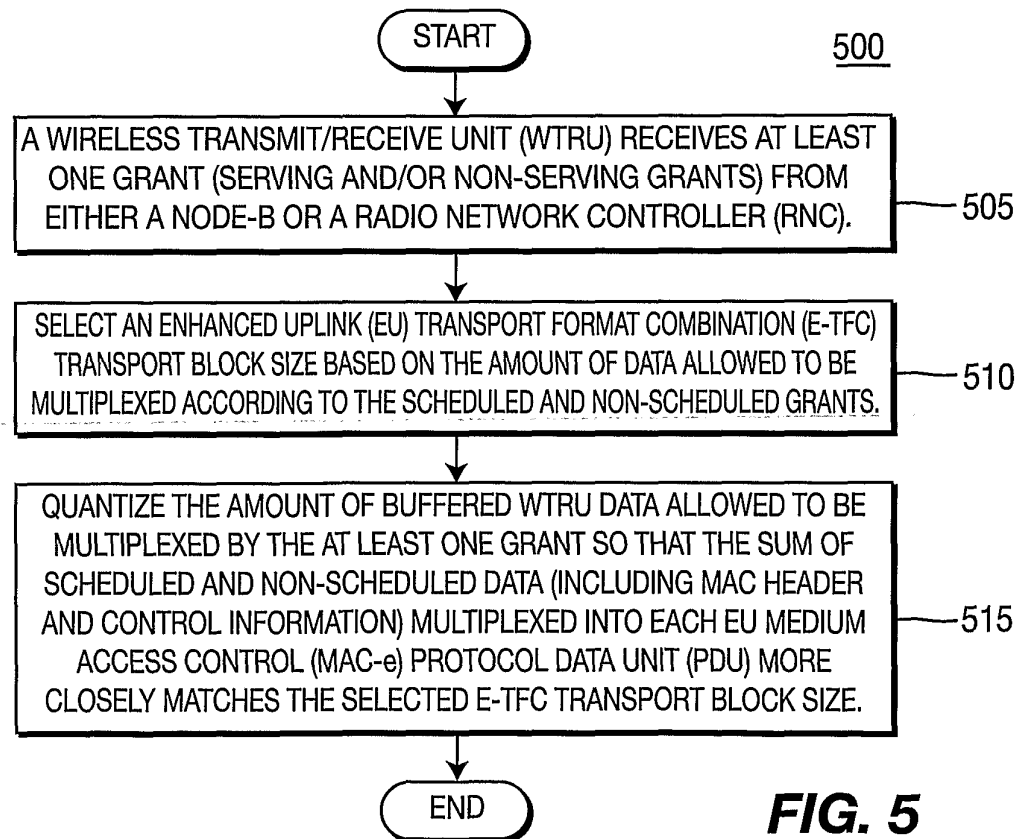 START
500
A WIRELESS TRANSMIT/RECEIVE UNIT (WTRU) RECEIVES AT LEAST
ONE GRANT (SERVING AND/OR NON-SERVING GRANTS) FROM
EITHER A NODE-B OR A RADIO NETWORK CONTROLLER (RNC).
505
SELECT AN ENHANCED UPLINK (EU) TRANSPORT FORMAT COMBINATION (E-TFC)
TRANSPORT BLOCK SIZE BASED ON THE AMOUNT OF DATA ALLOWED TO BE
MULTIPLEXED ACCORDING TO THE SCHEDULED AND NON-SCHEDULED GRANTS.
510
QUANTIZE THE AMOUNT OF BUFFERED WTRU DATA ALLOWED TO BE
MULTIPLEXED BY THE AT LEAST ONE GRANT SO THAT THE SUM OF
SCHEDULED AND NON-SCHEDULED DATA (INCLUDING MAC HEADER
AND CONTROL INFORMATION) MULTIPLEXED INTO EACH EU MEDIUM
ACCESS CONTROL (MAC-e) PROTOCOL DATA UNIT (PDU) MORE
CLOSELY MATCHES THE SELECTED E-TFC TRANSPORT BLOCK SIZE.
515
END
FIG. 5